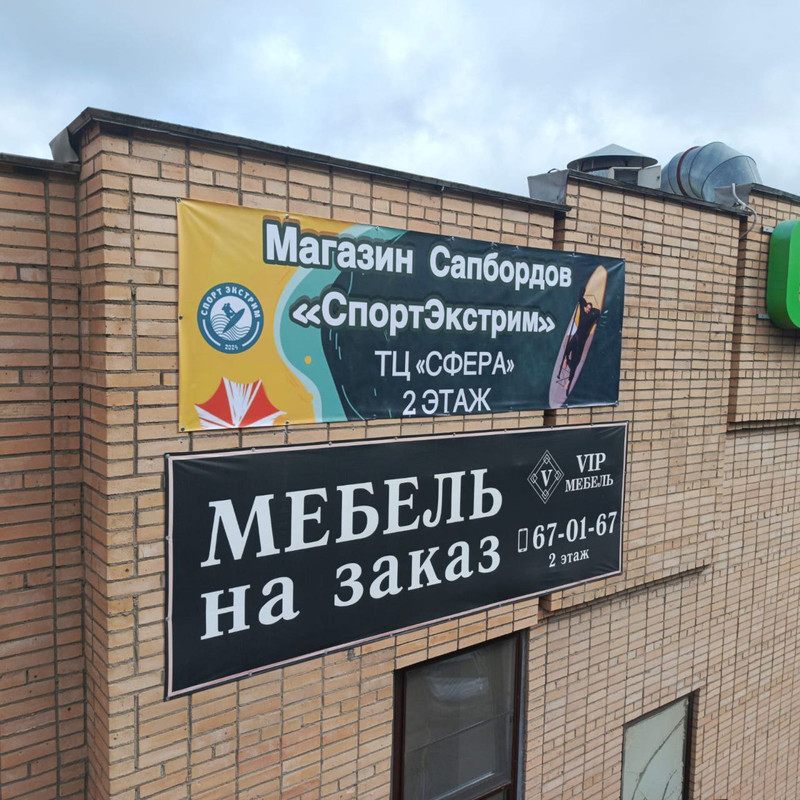 Магазин Сапбордов
«СпортЭкстрим»
ТЦ «СФЕРА»
2 ЭТАЖ
СПОРТ ЭКСТРИМ
2024
МЕБЕЛЬ
на заказ
VIP
МЕБЕЛЬ
V
67-01-67
2 этаж